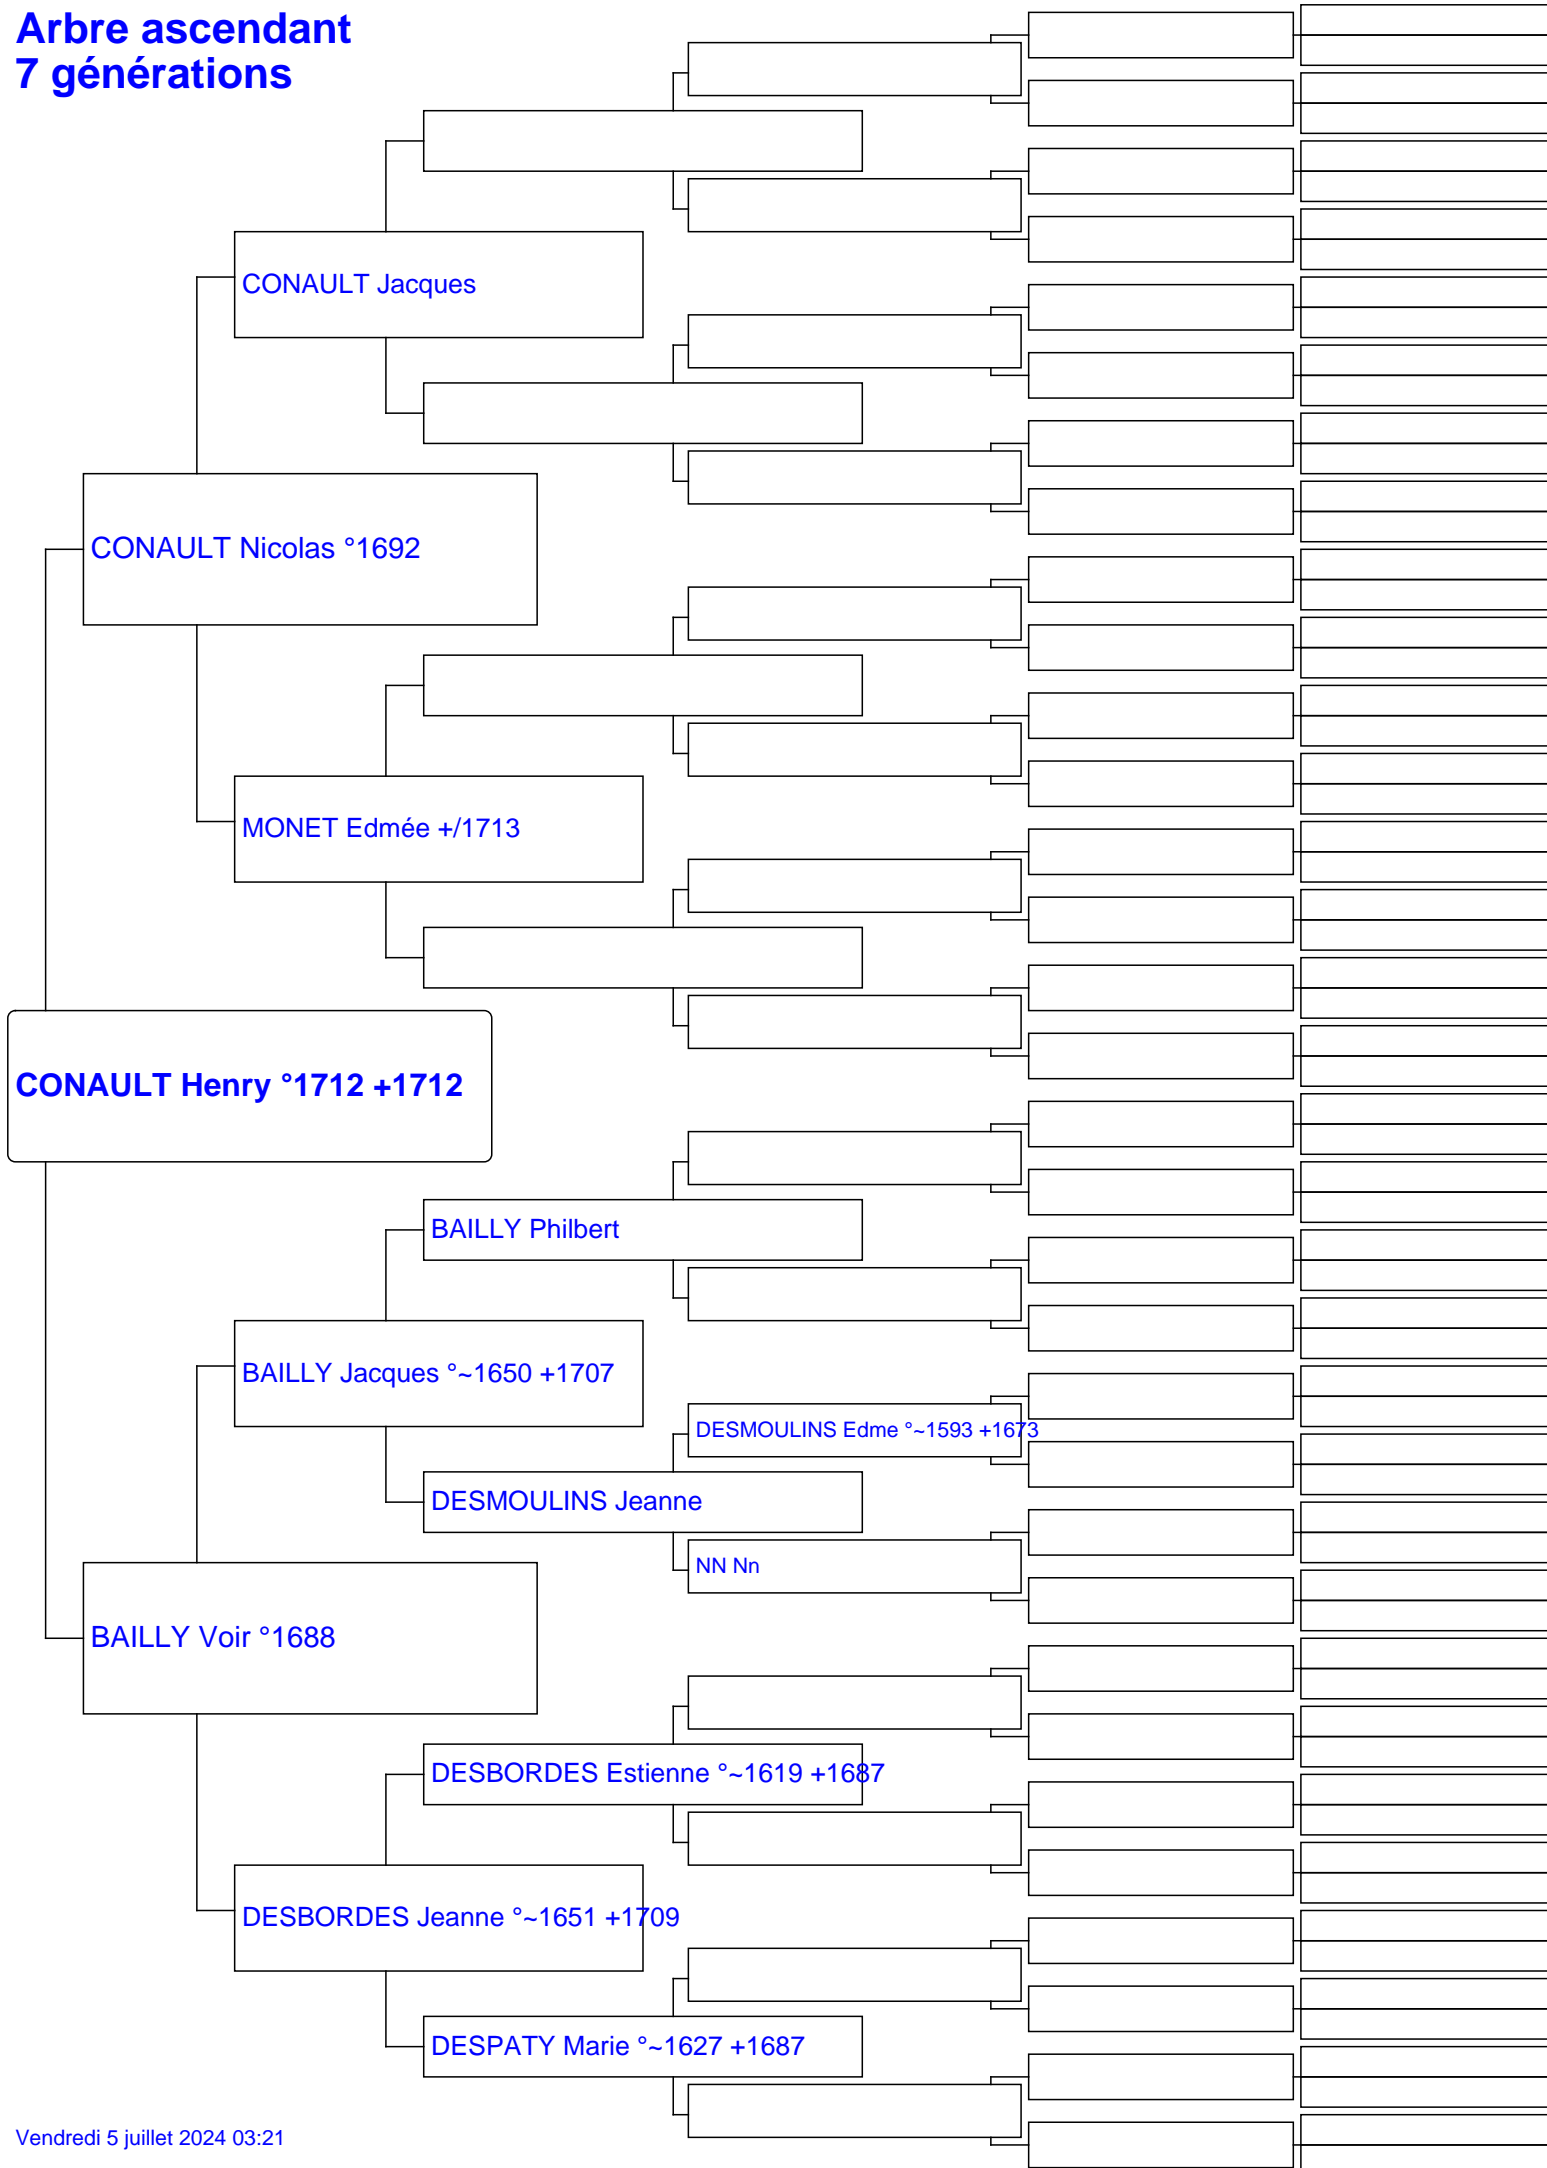 Arbre ascendant
7 générations
CONAULT Jacques
CONAULT Nicolas °1692
MONET Edmée +/1713
CONAULT Henry °1712 +1712
BAILLY Philbert
BAILLY Jacques °~1650 +1707
DESMOULINS Edme °~1593 +1673
DESMOULINS Jeanne
NN Nn
BAILLY Voir °1688
DESBORDES Estienne °~1619 +1687
DESBORDES Jeanne °~1651 +1709
DESPATY Marie °~1627 +1687
Vendredi 5 juillet 2024 03:21